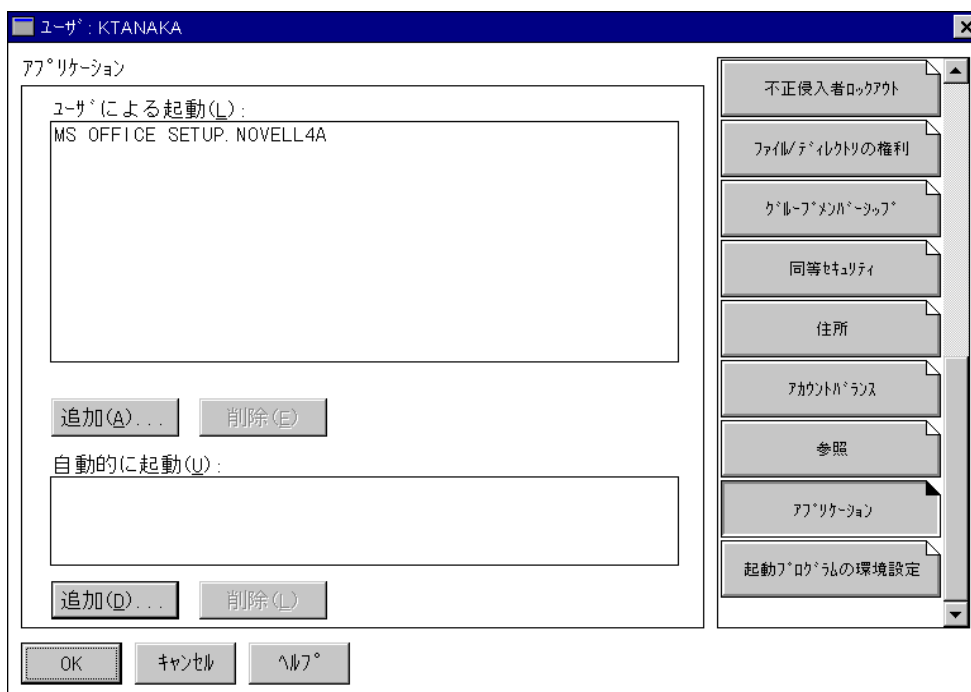 ﾕｰｻﾞ: KTANAKA
ｱﾌﾟﾘｹｰｼｮﾝ
ﾕｰｻﾞによる起動(L):
MS OFFICE SETUP.NOVELL4A
追加(A)...
削除(E)
自動的に起動(U):
追加(D)...
削除(L)
OK
ｷｬﾝｾﾙ
ﾍﾙﾌﾟ
不正侵入者ﾛｯｸｱｳﾄ
ﾌｧｲﾙ/ﾃﾞｨﾚｸﾄﾘの権利
ｸﾞﾙｰﾌﾟﾒﾝﾊﾞｰｼｯﾌﾟ
同等ｾｷｭﾘﾃｨ
住所
ｱｶｳﾝﾄﾊﾞﾗﾝｽ
参照
ｱﾌﾟﾘｹｰｼｮﾝ
起動ﾌﾟﾛｸﾞﾗﾑの環境設定